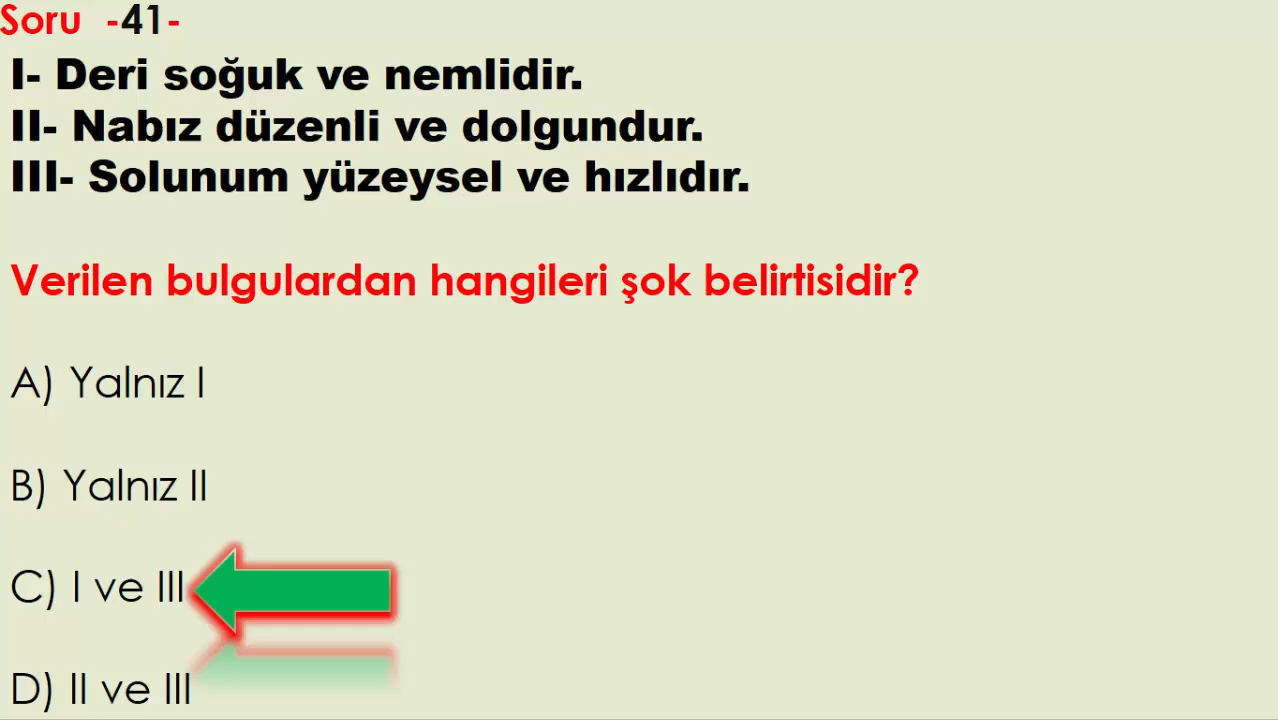 Soru -41-
I- Deri soğuk ve nemlidir.
II- Nabız düzenli ve dolgundur.
III- Solunum yüzeysel ve hızlıdır.
Verilen bulgulardan hangileri şok belirtisidir?
A) Yalnız I
B) Yalnız II
C) I ve III
D) II ve III